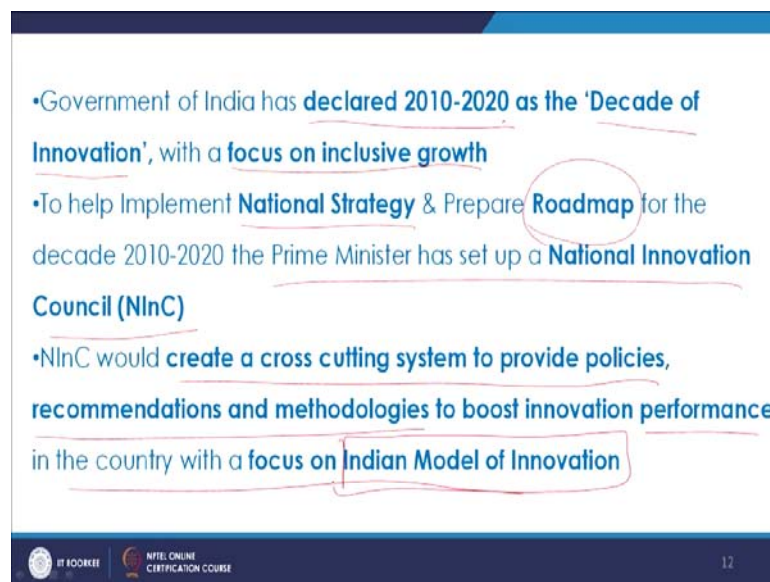 •Government of India has declared 2010-2020 as the 'Decade of
Innovation', with a focus on inclusive growth
•To help Implement National Strategy & Prepare Roadmap for the
decade 2010-2020 the Prime Minister has set up a National Innovation
Council (NInC)
•NInC would create a cross cutting system to provide policies,
recommendations and methodologies to boost innovation performance
in the country with a focus on Indian Model of Innovation
IIT ROORKEE
NPTEL ONLINE
CERTIFICATION COURSE
12